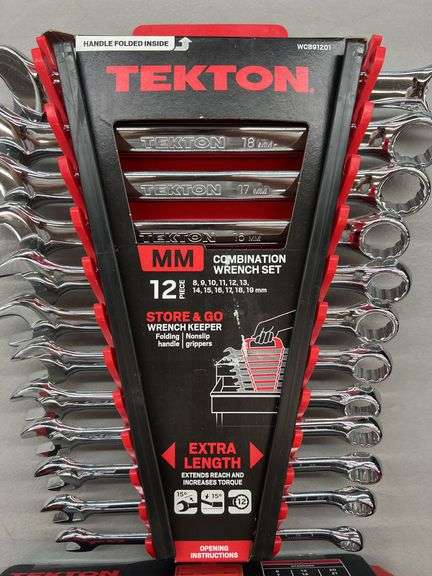 HANDLE FOLDED INSIDE
WCB91201
TEKTON
TEKTON 18 MM
TEKTON 17 MM
TEKTON 16 MM
MM
COMBINATION
WRENCH SET
12 PIECE
8, 9, 10, 11, 12, 13,
14, 15, 16, 17, 18, 19 mm
STORE & GO
WRENCH KEEPER
Folding handle
Nonslip grippers
EXTRA
LENGTH
EXTENDS REACH AND
INCREASES TORQUE
15° 15° 12
OPENING
INSTRUCTIONS